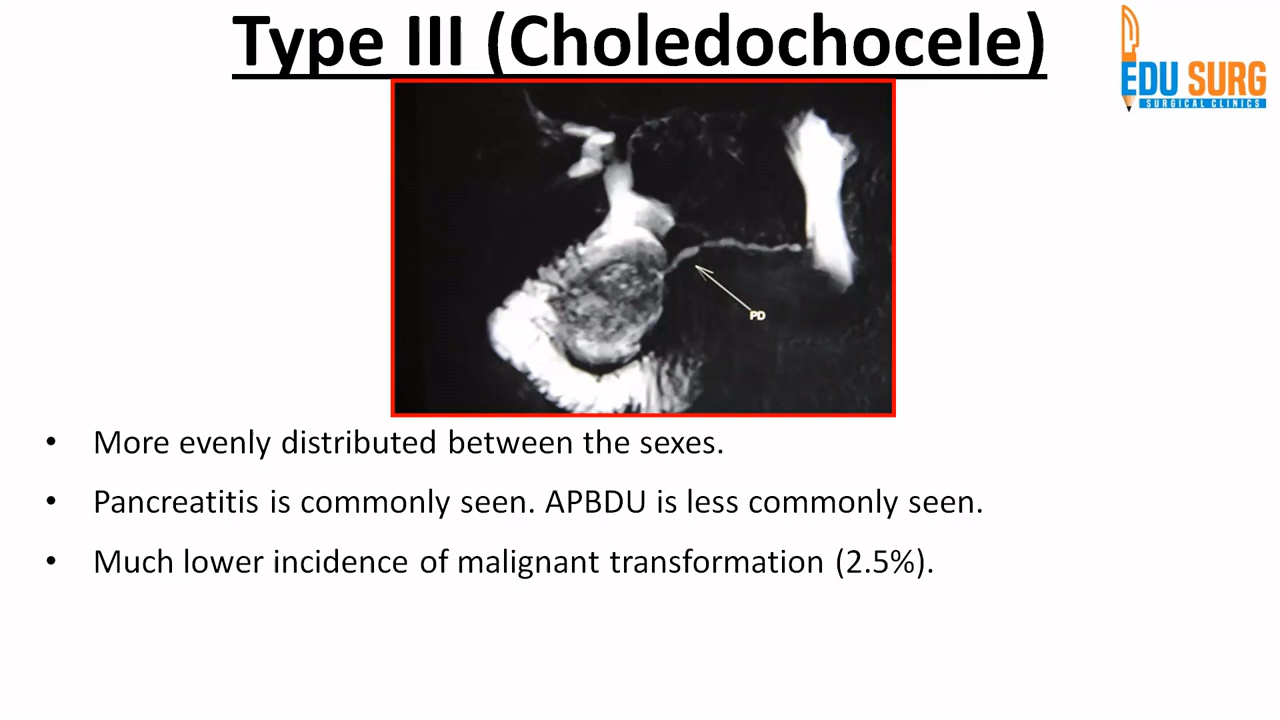 Type III (Choledochocele)
EDU SURG
SURGICAL CLINICS
PD
• More evenly distributed between the sexes.
• Pancreatitis is commonly seen. APBDU is less commonly seen.
• Much lower incidence of malignant transformation (2.5%).